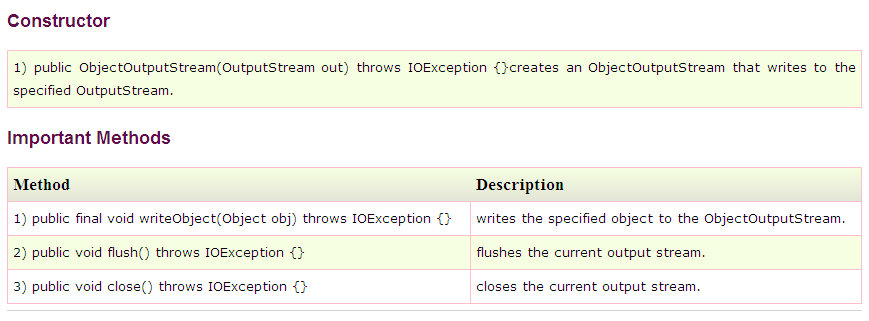 Constructor
1) public ObjectOutputStream(OutputStream out) throws IOException {}creates an ObjectOutputStream that writes to the
specified OutputStream.
Important Methods
Method Description
1) public final void writeObject(Object obj) throws IOException {} writes the specified object to the ObjectOutputStream.
2) public void flush() throws IOException {} flushes the current output stream.
3) public void close() throws IOException {} closes the current output stream.